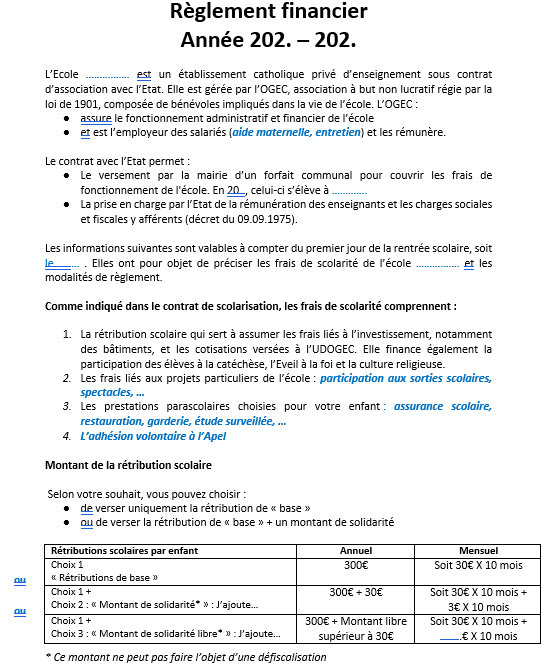 Règlement financier
Année 202. – 202.
L'Ecole ................ est un établissement catholique privé d'enseignement sous contrat
d'association avec l'Etat. Elle est gérée par l'OGEC, association à but non lucratif régie par la
loi de 1901, composée de bénévoles impliqués dans la vie de l'école. L'OGEC :
● assure le fonctionnement administratif et financier de l'école
● et est l'employeur des salariés (aide maternelle, entretien) et les rémunère.
Le contrat avec l'Etat permet :
● Le versement par la mairie d'un forfait communal pour couvrir les frais de
fonctionnement de l'école. En 20..., celui-ci s'élève à .............
● La prise en charge par l'Etat de la rémunération des enseignants et les charges sociales
et fiscales y afférents (décret du 09.09.1975).
Les informations suivantes sont valables à compter du premier jour de la rentrée scolaire, soit
le............ . Elles ont pour objet de préciser les frais de scolarité de l'école ................ et les
modalités de règlement.
Comme indiqué dans le contrat de scolarisation, les frais de scolarité comprennent :
1. La rétribution scolaire qui sert à assumer les frais liés à l'investissement, notamment
des bâtiments, et les cotisations versées à l'UDOGEC. Elle finance également la
participation des élèves à la catéchèse, l'Eveil à la foi et la culture religieuse.
2. Les frais liés aux projets particuliers de l'école : participation aux sorties scolaires,
spectacles, ...
3. Les prestations parascolaires choisies pour votre enfant : assurance scolaire,
restauration, garderie, étude surveillée, ...
4. L'adhésion volontaire à l'Apel
Montant de la rétribution scolaire
Selon votre souhait, vous pouvez choisir :
● de verser uniquement la rétribution de « base »
● ou de verser la rétribution de « base » + un montant de solidarité
Rétributions scolaires par enfant Annuel Mensuel
Choix 1 300€ Soit 30€ X 10 mois
« Rétributions de base »
ou
Choix 1 + 300€ + 30€ Soit 30€ X 10 mois +
Choix 2 : « Montant de solidarité* » : J'ajoute... 3€ X 10 mois
ou
Choix 1 + 300€ + Montant libre Soit 30€ X 10 mois +
Choix 3 : « Montant de solidarité libre* » : J'ajoute... supérieur à 30€ .......€ X 10 mois
* Ce montant ne peut pas faire l'objet d'une défiscalisation